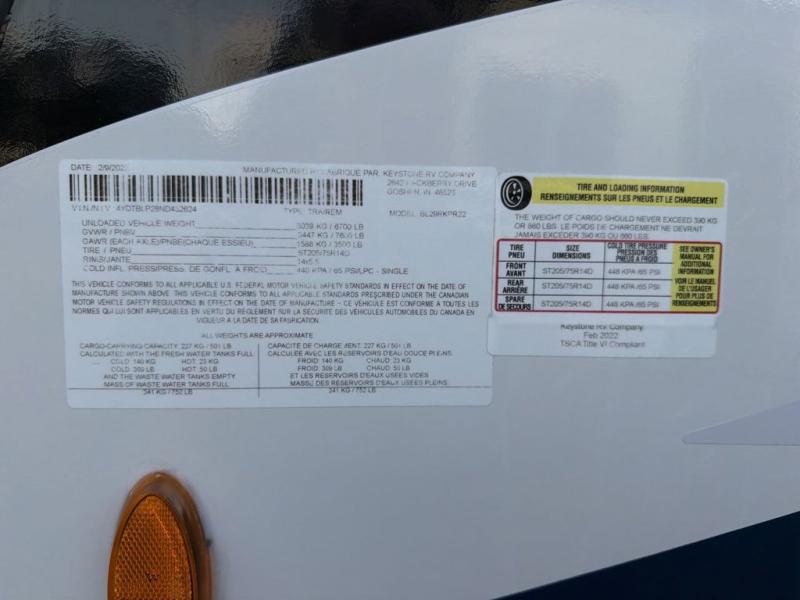 DATE: 2/9/202
MANUFACTURED BY/FABRIQUE PAR: KEYSTONE RV COMPANY
2642 HACKBERRY DRIVE
GOSHEN, IN 46526
V.I.N./N.I.V.
TYPE: TRA/REM
MODEL: BL29RKPR22
UNLOADED VEHICLE WEIGHT 3039 KG / 6700 LB
GVWR / PNBV 3447 KG / 7600 LB
GAWR (EACH AXLE)/PNBE(CHAQUE ESSIEU) 1588 KG / 3500 LB
TIRE / PNEU ST205/75R14D
RIMS/JANTE 14x5.5
COLD INFL. PRESS/PRESS. DE GONFL A FROID 448 KPA / 65 PSI/LPC - SINGLE
THIS VEHICLE CONFORMS TO ALL APPLICABLE U.S. FEDERAL MOTOR VEHICLE SAFETY STANDARDS IN EFFECT ON THE DATE OF
MANUFACTURE SHOWN ABOVE. THIS VEHICLE CONFORMS TO ALL APPLICABLE STANDARDS PRESCRIBED UNDER THE CANADIAN
MOTOR VEHICLE SAFETY REGULATIONS IN EFFECT ON THE DATE OF MANUFACTURE – CE VÉHICULE EST CONFORME A TOUTES LES
NORMES QUI LUI SONT APPLICABLES EN VERTU DU RÈGLEMENT SUR LA SÉCURITÉ DES VÉHICULES AUTOMOBILES DU CANADA EN
VIGUEUR A LA DATE DE SA FABRICATION
ALL WEIGHTS ARE APPROXIMATE
CARGO-CARRYING CAPACITY: 227 KG / 501 LB
CALCULATED WITH THE FRESH WATER TANKS FULL
COLD: 140 KG HOT: 23 KG
COLD: 309 LB HOT: 50 LB
AND THE WASTE WATER TANKS EMPTY
MASS OF WASTE WATER TANKS FULL
341 KG / 752 LB
CAPACITE DE CHARGE : 227 KG / 501 LB
CALCULEE AVEC LES RESERVOIRS D'EAU DOUCE PLEINS
FROID: 140 KG CHAUD: 23 KG
FROID: 309 LB CHAUD: 50 LB
ET LES RESERVOIRS D'EAUX USEES VIDES
MASSE DES RESERVOIRS D'EAUX USEES PLEINS
341 KG / 752 LB
TIRE AND LOADING INFORMATION
RENSEIGNEMENTS SUR LES PNEUS ET LE CHARGEMENT
THE WEIGHT OF CARGO SHOULD NEVER EXCEED 390 KG
OR 860 LBS. LE POIDS DE CHARGEMENT NE DEVRAIT
JAMAIS EXCEDER 390 KG OU 860 LBS.
TIRE
PNEU
SIZE
DIMENSIONS
COLD TIRE PRESSURE
PRESSION DES PNEUS A FROID
FRONT
AVANT
ST205/75R14D
448 KPA /65 PSI
REAR
ARRIÈRE
ST205/75R14D
448 KPA /65 PSI
SPARE
DE SECOURS
ST205/75R14D
448 KPA /65 PSI
SEE OWNER'S
MANUAL FOR
ADDITIONAL
INFORMATION
VOIR LE MANUEL
DE L'USAGER
POUR PLUS DE
RENSEIGNEMENTS
Keystone RV Company
Feb 2022
TSCA Title VI Compliant